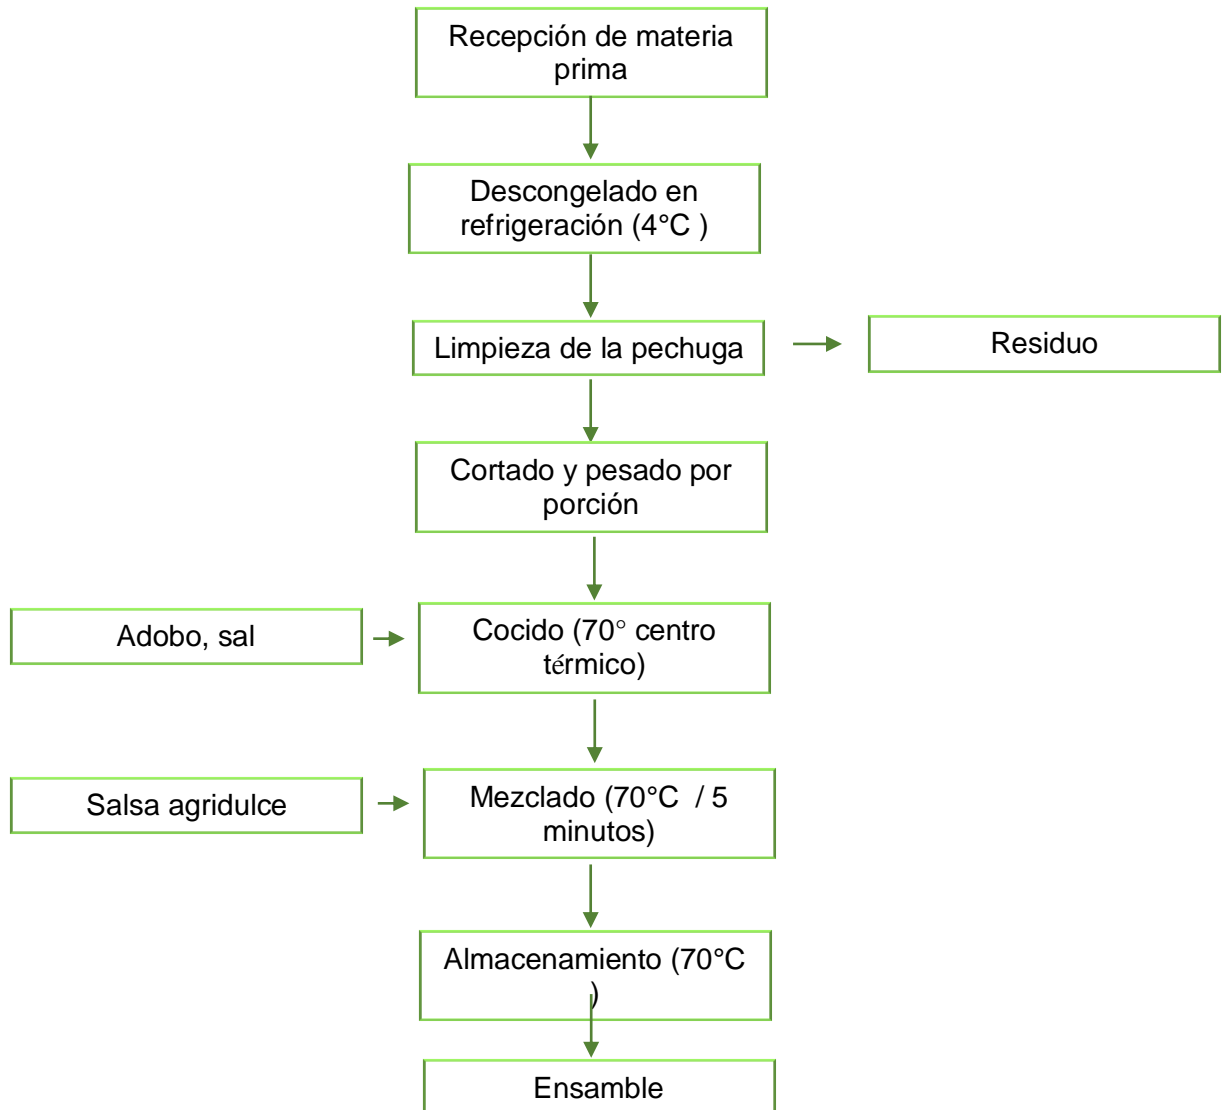 Recepción de materia
prima
Descongelado en
refrigeración (4°C )
Limpieza de la pechuga
Residuo
Cortado y pesado por
porción
Adobo, sal
Cocido (70° centro
térmico)
Salsa agridulce
Mezclado (70°C / 5
minutos)
Almacenamiento (70°C
)
Ensamble